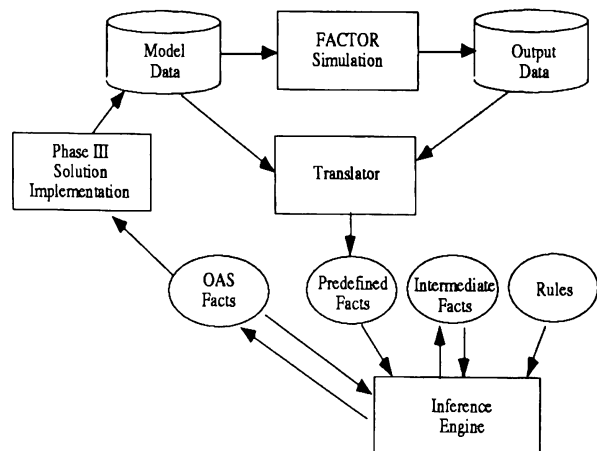 Model
Data
FACTOR
Simulation
Output
Data
Phase III
Solution
Implementation
Translator
OAS
Facts
Predefined
Facts
Intermediate
Facts
Rules
Inference
Engine